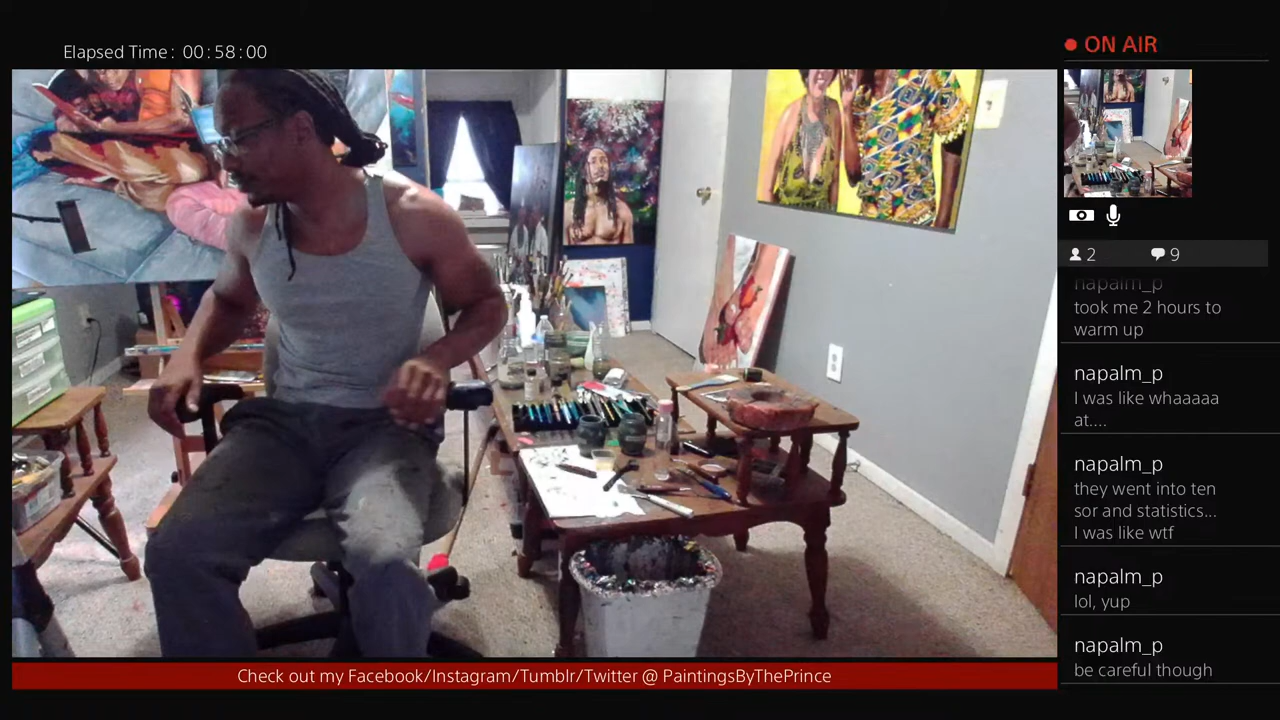 Elapsed Time: 00:58:00
ON AIR
2 9
napalm_p
took me 2 hours to
warm up
napalm_p
I was like whaaaaa
at....
napalm_p
they went into ten
sor and statistics...
I was like wtf
napalm_p
lol, yup
napalm_p
be careful though
Check out my Facebook/Instagram/Tumblr/Twitter @ PaintingsByThePrince